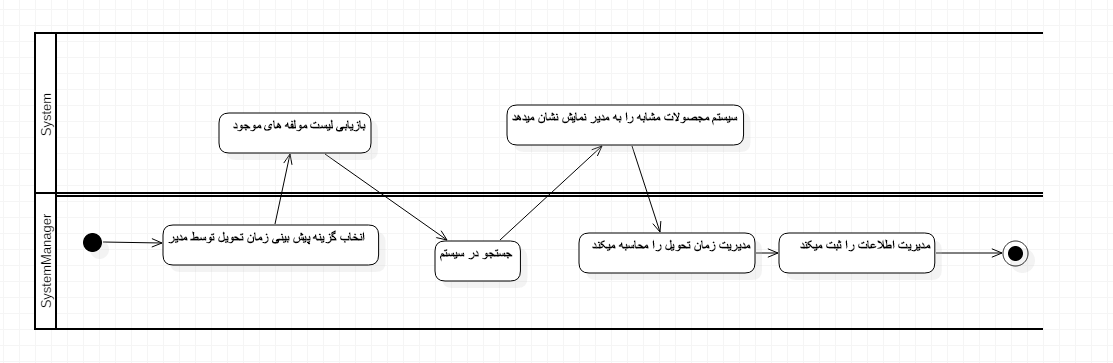 System
بازیابی لیست مولفه های موجود
سیستم محصولات مشابه را به مدیر نمایش نشان میدهد
SystemManager
انخاب گزینه پیش بینی زمان تحویل توسط مدیر
جستجو در سیستم
مدیریت زمان تحویل را محاسبه میکند
مدیریت اطلاعات را ثبت میکند